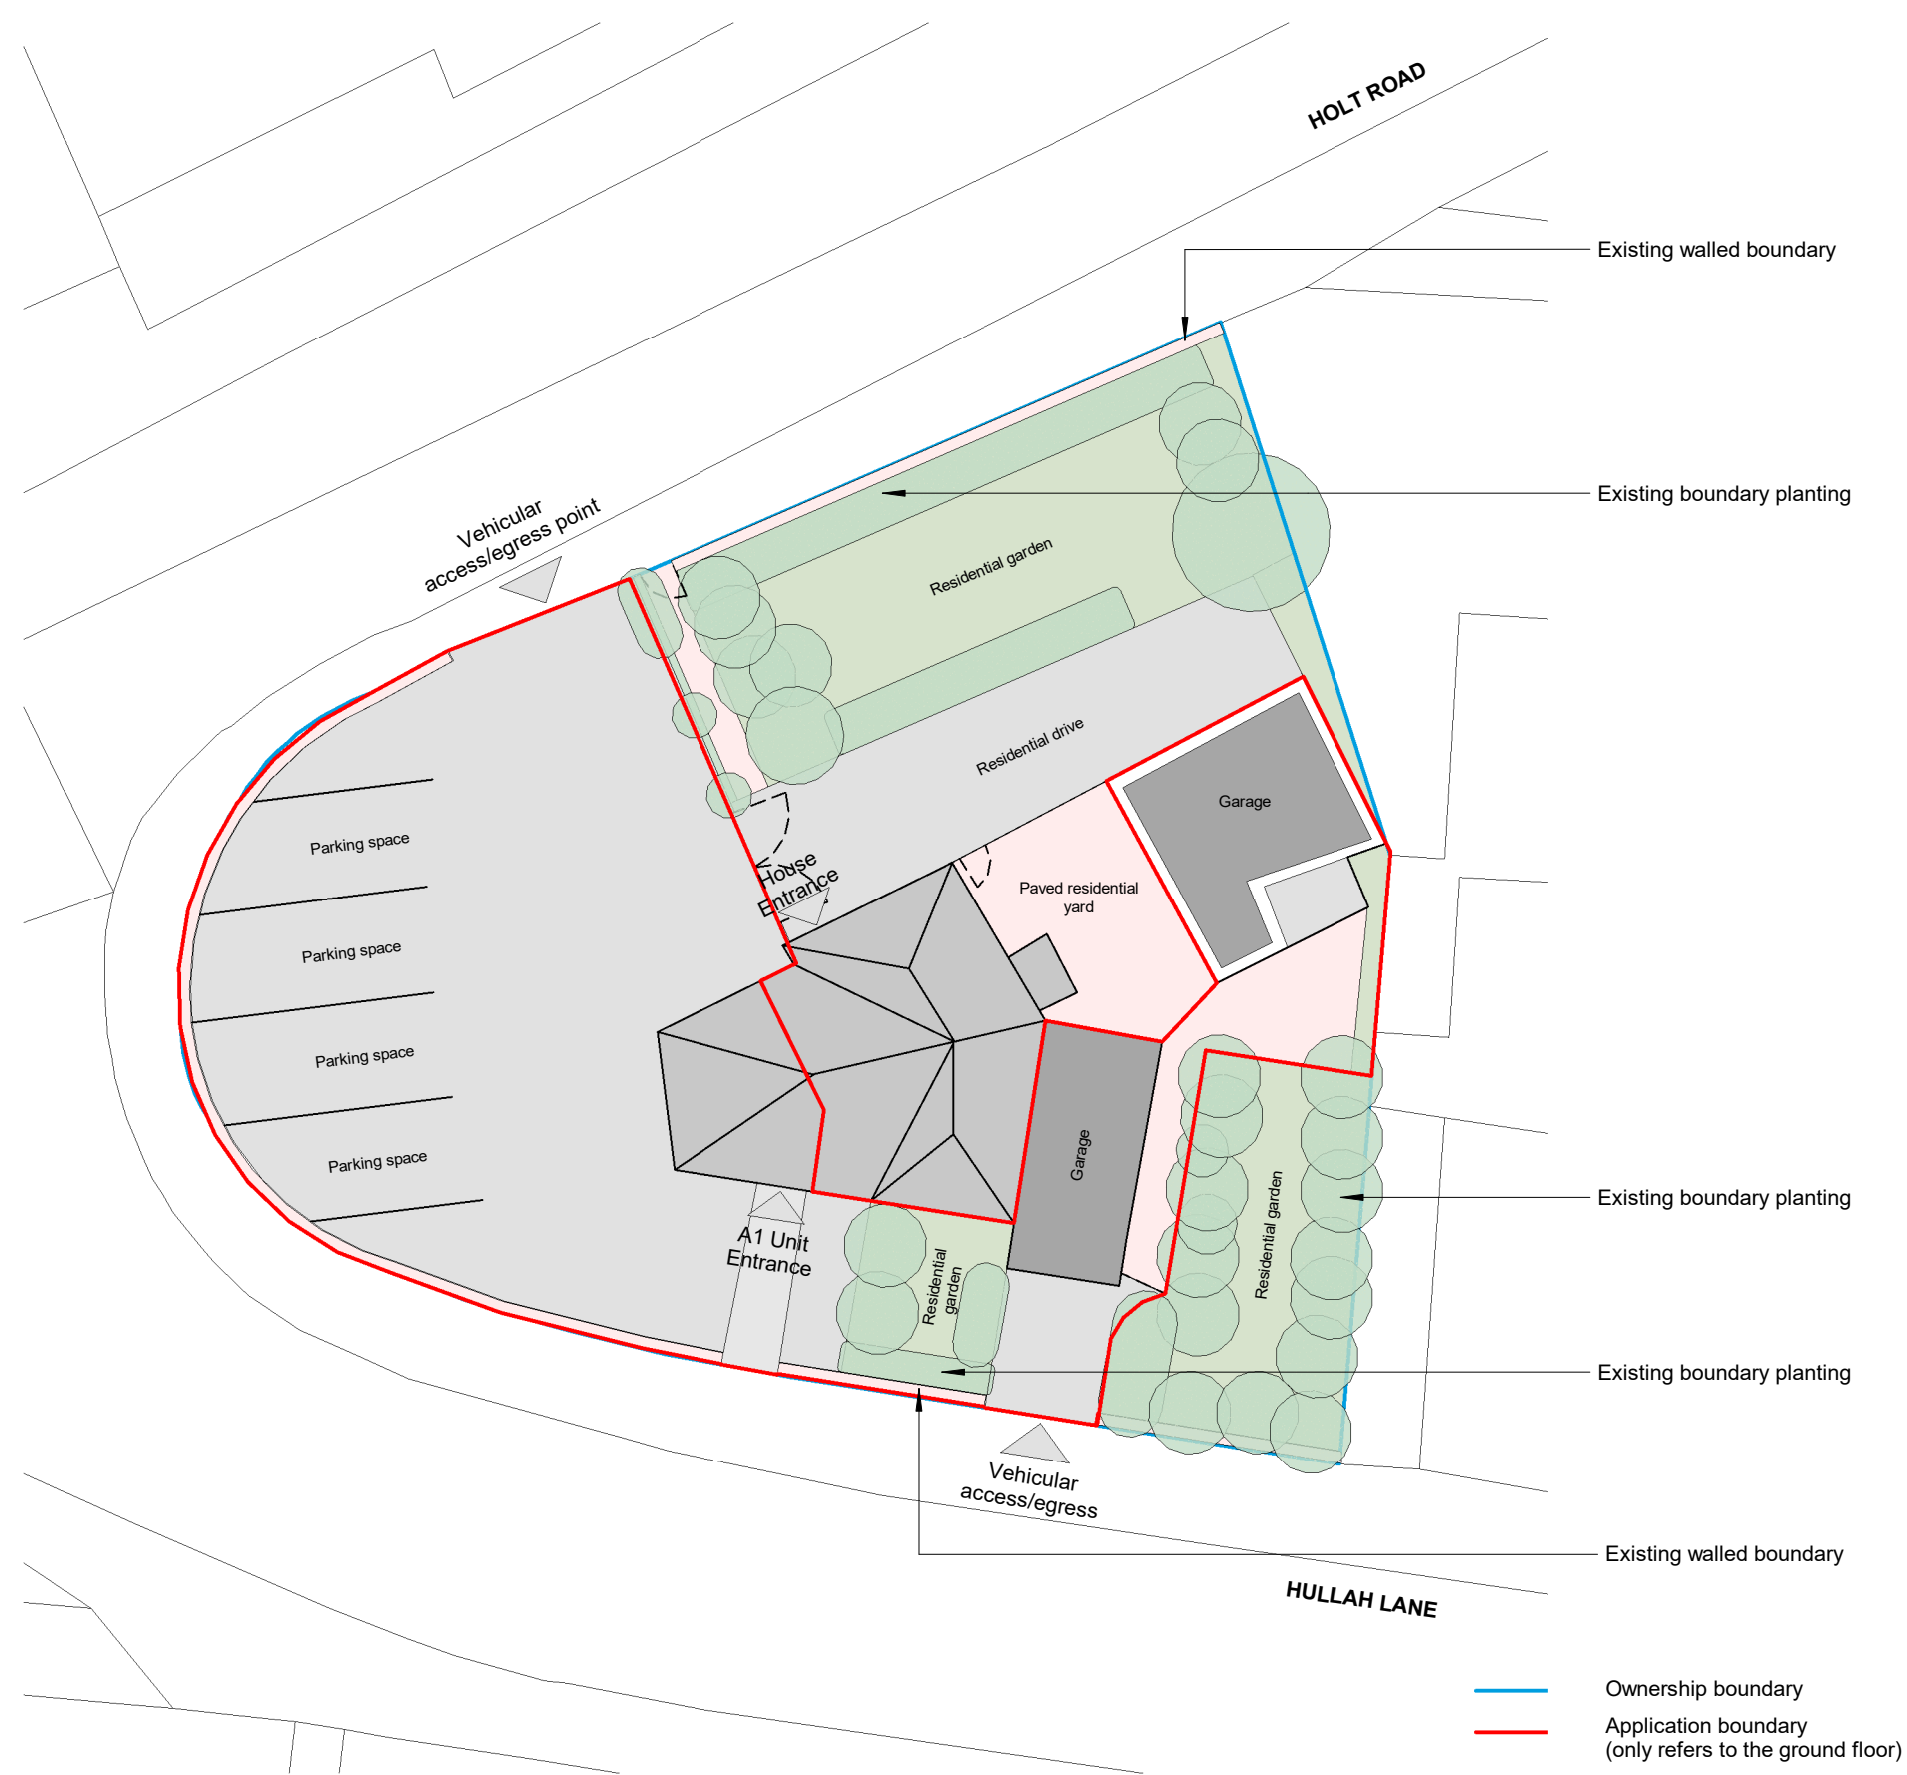 HOLT ROAD
Existing walled boundary
Existing boundary planting
Vehicular
access/egress point
Residential garden
Residential drive
Garage
Parking space
House
Entrance
Paved residential
yard
Parking space
Parking space
Parking space
Garage
Residential garden
Existing boundary planting
A1 Unit
Entrance
Residential
garden
Existing boundary planting
Vehicular
access/egress
Existing walled boundary
HULLAH LANE
Ownership boundary
Application boundary
(only refers to the ground floor)